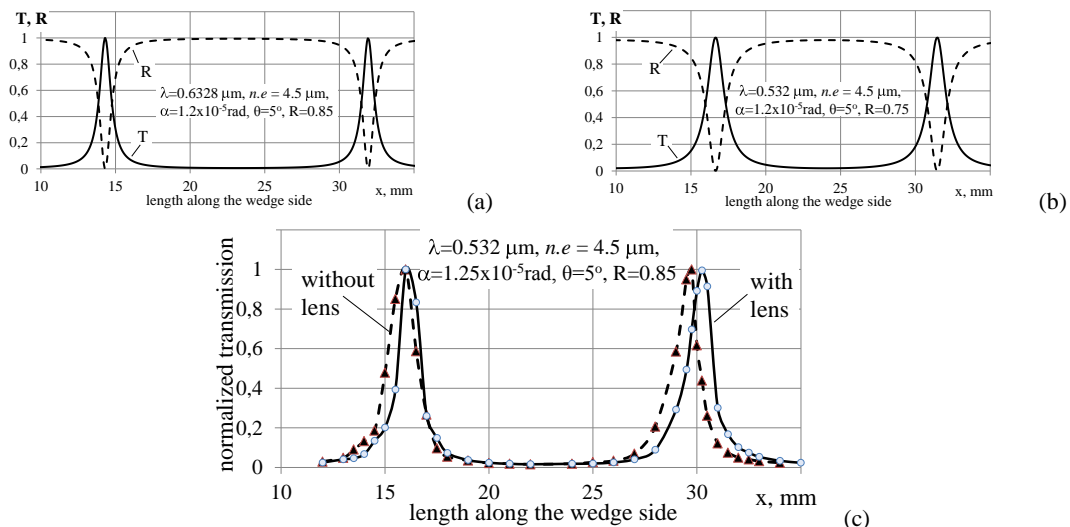 T, R
1
0,8
0,6
0,4
0,2
0
R
λ=0.6328 μm, n.e = 4.5 μm,
α=1.2x10⁻⁵rad, θ=5º, R=0.85
T
10 15 20 25 30 x, mm
length along the wedge side
(a)
T, R
1
0,8
0,6
0,4
0,2
0
R
λ=0.532 μm, n.e = 4.5 μm,
α=1.2x10⁻⁵rad, θ=5º, R=0.75
T
10 15 20 25 30 x, mm
length along the wedge side
(b)
normalized transmission
1
0,8
0,6
0,4
0,2
0
λ=0.532 μm, n.e = 4.5 μm,
α=1.25x10⁻⁵rad, θ=5º, R=0.85
without
lens
with
lens
10 15 20 25 30 x, mm
length along the wedge side
(c)